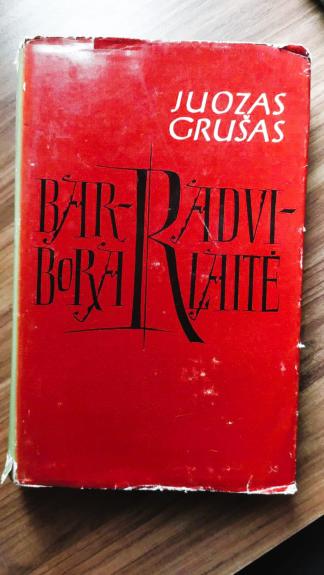 JUOZAS
GRUŠAS
BAR-
BORA
RADVI-
LAITĖ